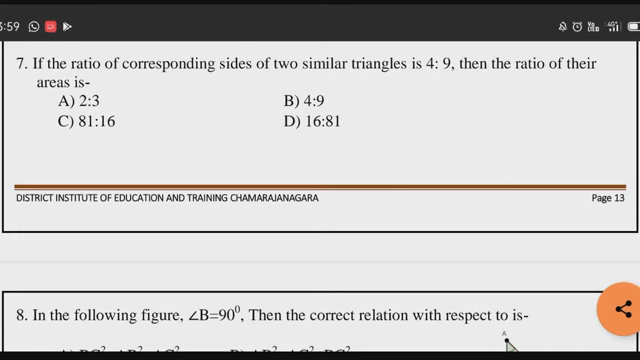 :59
7. If the ratio of corresponding sides of two similar triangles is 4: 9, then the ratio of their
areas is-
A) 2:3 B) 4:9
C) 81:16 D) 16:81
DISTRICT INSTITUTE OF EDUCATION AND TRAINING CHAMARAJANAGARA Page 13
8. In the following figure, ∠B=90⁰, Then the correct relation with respect to is-
A